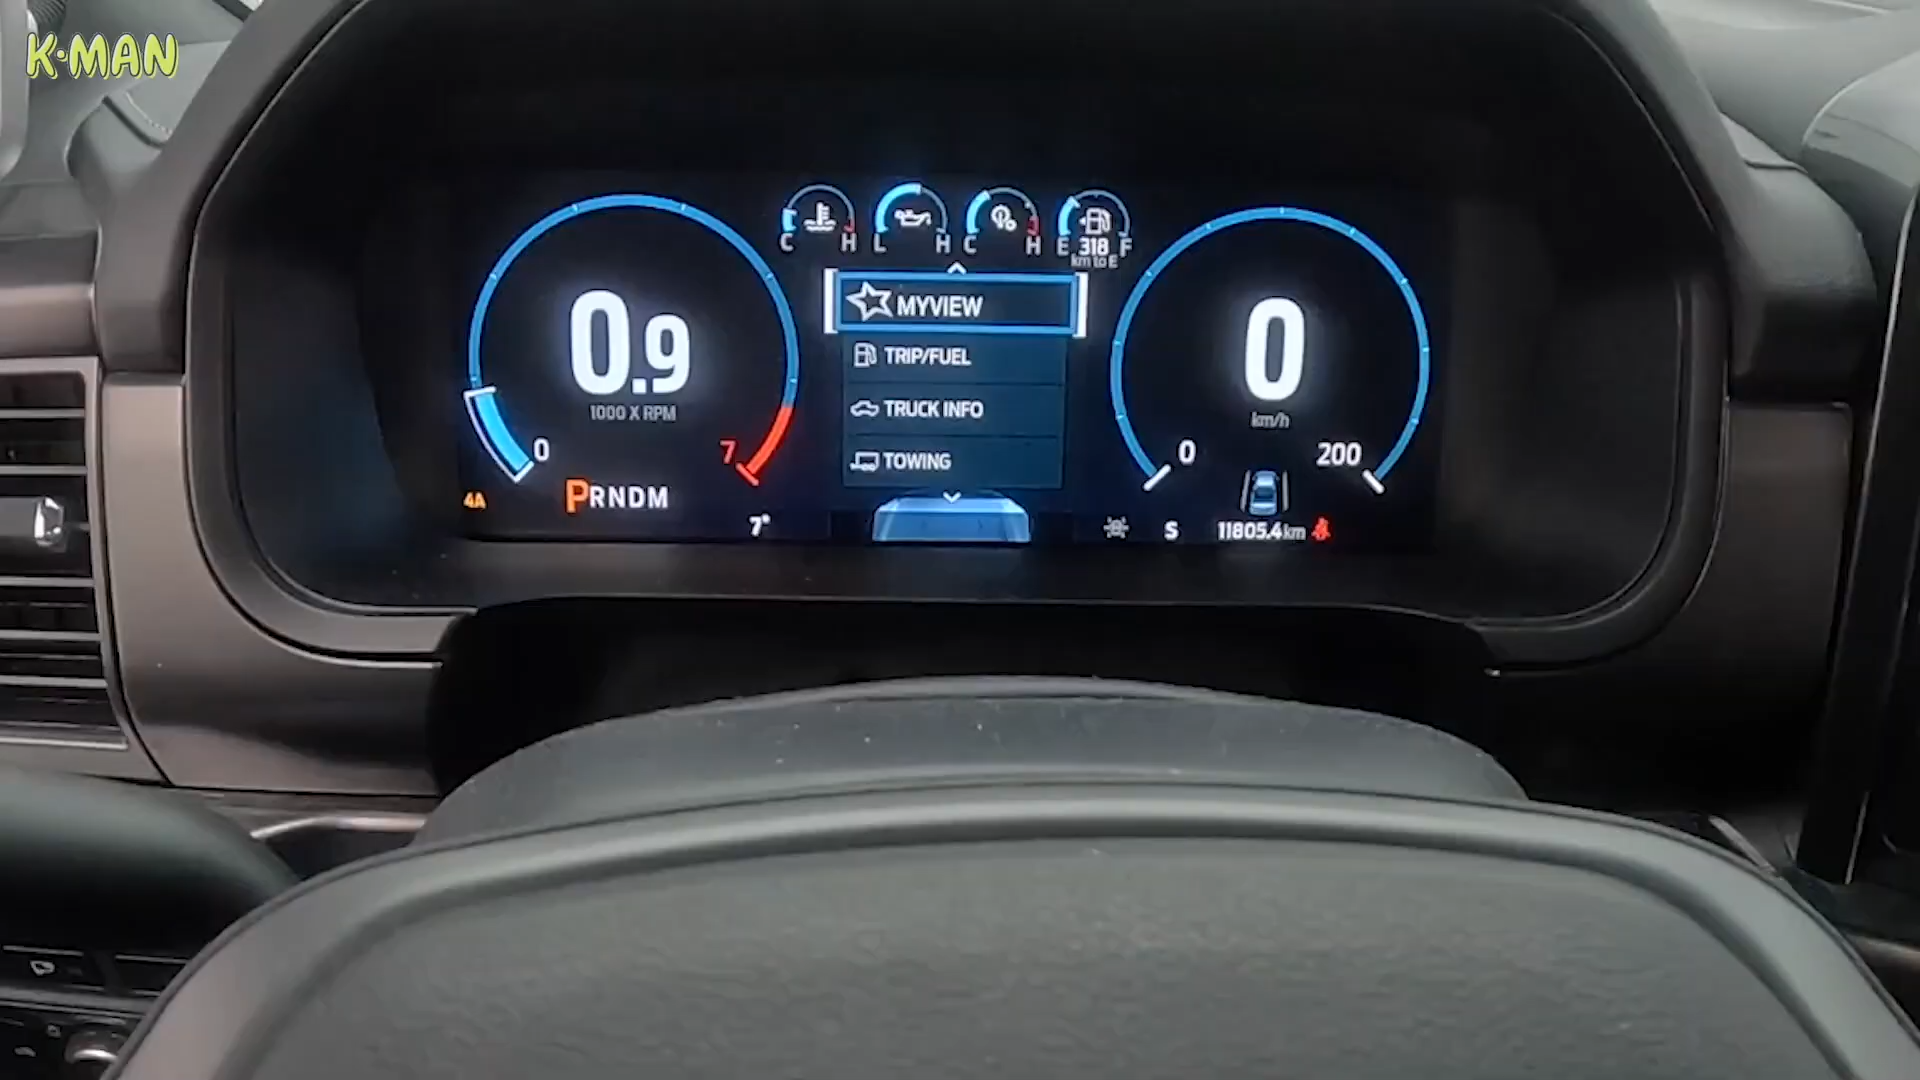 K•MAN
C H
L H
C H
E 318 F
km to E
MYVIEW
TRIP/FUEL
TRUCK INFO
TOWING
0.9
1000 X RPM
0
7
4A
PRNDM
7°
0
km/h
0
200
S
11805.4km